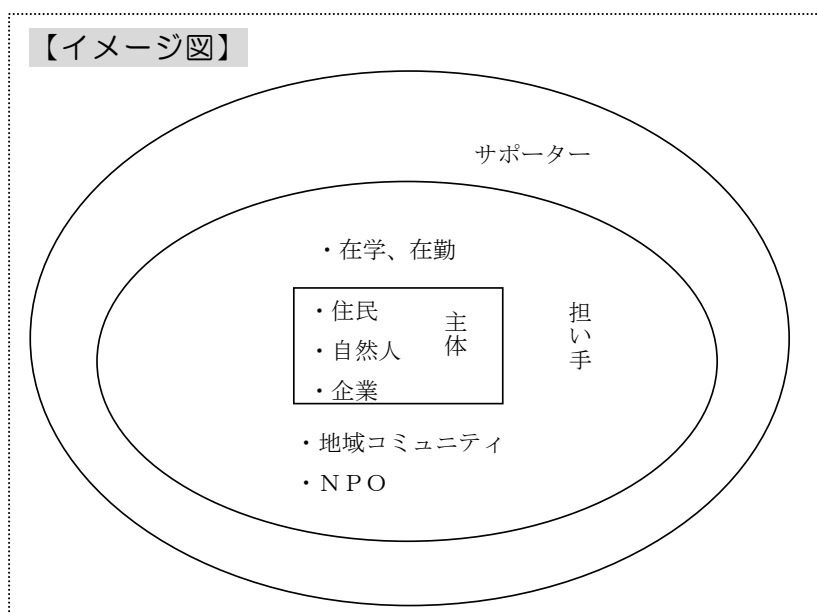 【イメージ図】
サポーター
・在学、在勤
・住民
・自然人
・企業
主体
担い手
・地域コミュニティ
・ＮＰＯ